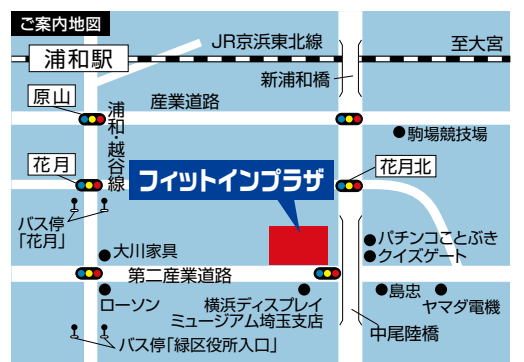 ご案内地図
JR京浜東北線
至大宮
浦和駅
新浦和橋
原山
産業道路
浦和・越谷線
駒場競技場
花月
フィットインプラザ
花月北
バス停
「花月」
大川家具
パチンコことぶき
クイズゲート
第二産業道路
ローソン
横浜ディスプレイ
ミュージアム埼玉支店
島忠
ヤマダ電機
中尾陸橋
バス停「緑区役所入口」